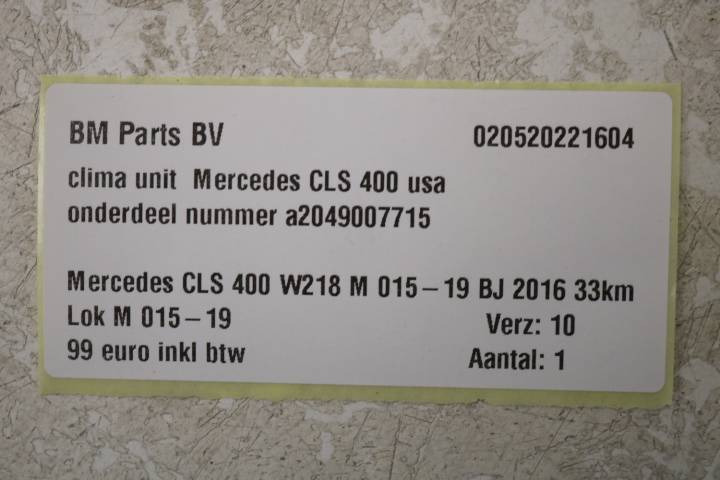 BM Parts BV 020520221604
clima unit Mercedes CLS 400 usa
onderdeel nummer a2049007715
Mercedes CLS 400 W218 M 015-19 BJ 2016 33km
Lok M 015-19 Verz: 10
99 euro inkl btw Aantal: 1